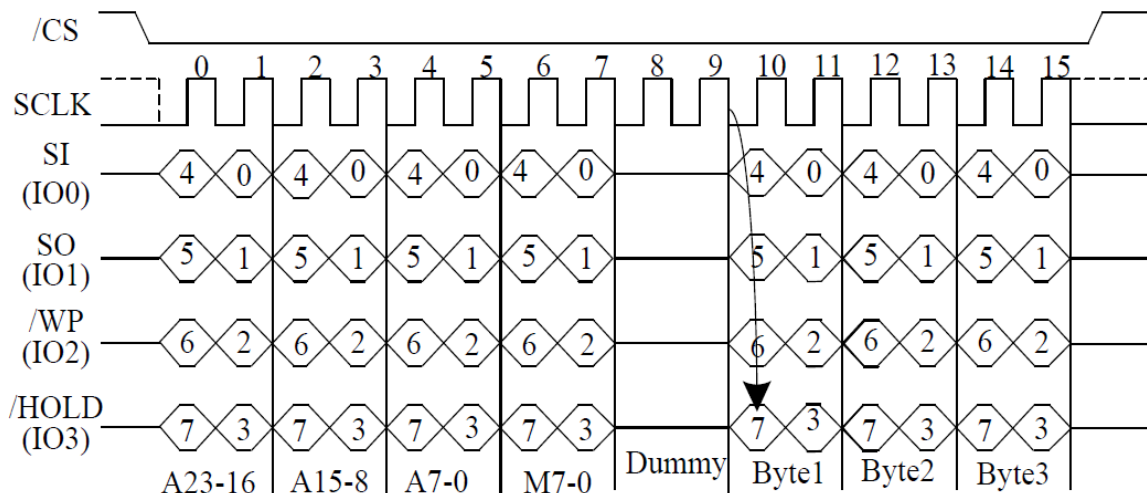 /CS
0 1 2 3 4 5 6 7 8 9 10 11 12 13 14 15
SCLK
SI
(IO0)
4 0 4 0 4 0 4 0 4 0 4 0 4 0
SO
(IO1)
5 1 5 1 5 1 5 1 5 1 5 1 5 1
/WP
(IO2)
6 2 6 2 6 2 6 2 6 2 6 2 6 2
/HOLD
(IO3)
7 3 7 3 7 3 7 3 7 3 7 3 7 3
A23-16 A15-8 A7-0 M7-0 Dummy Byte1 Byte2 Byte3